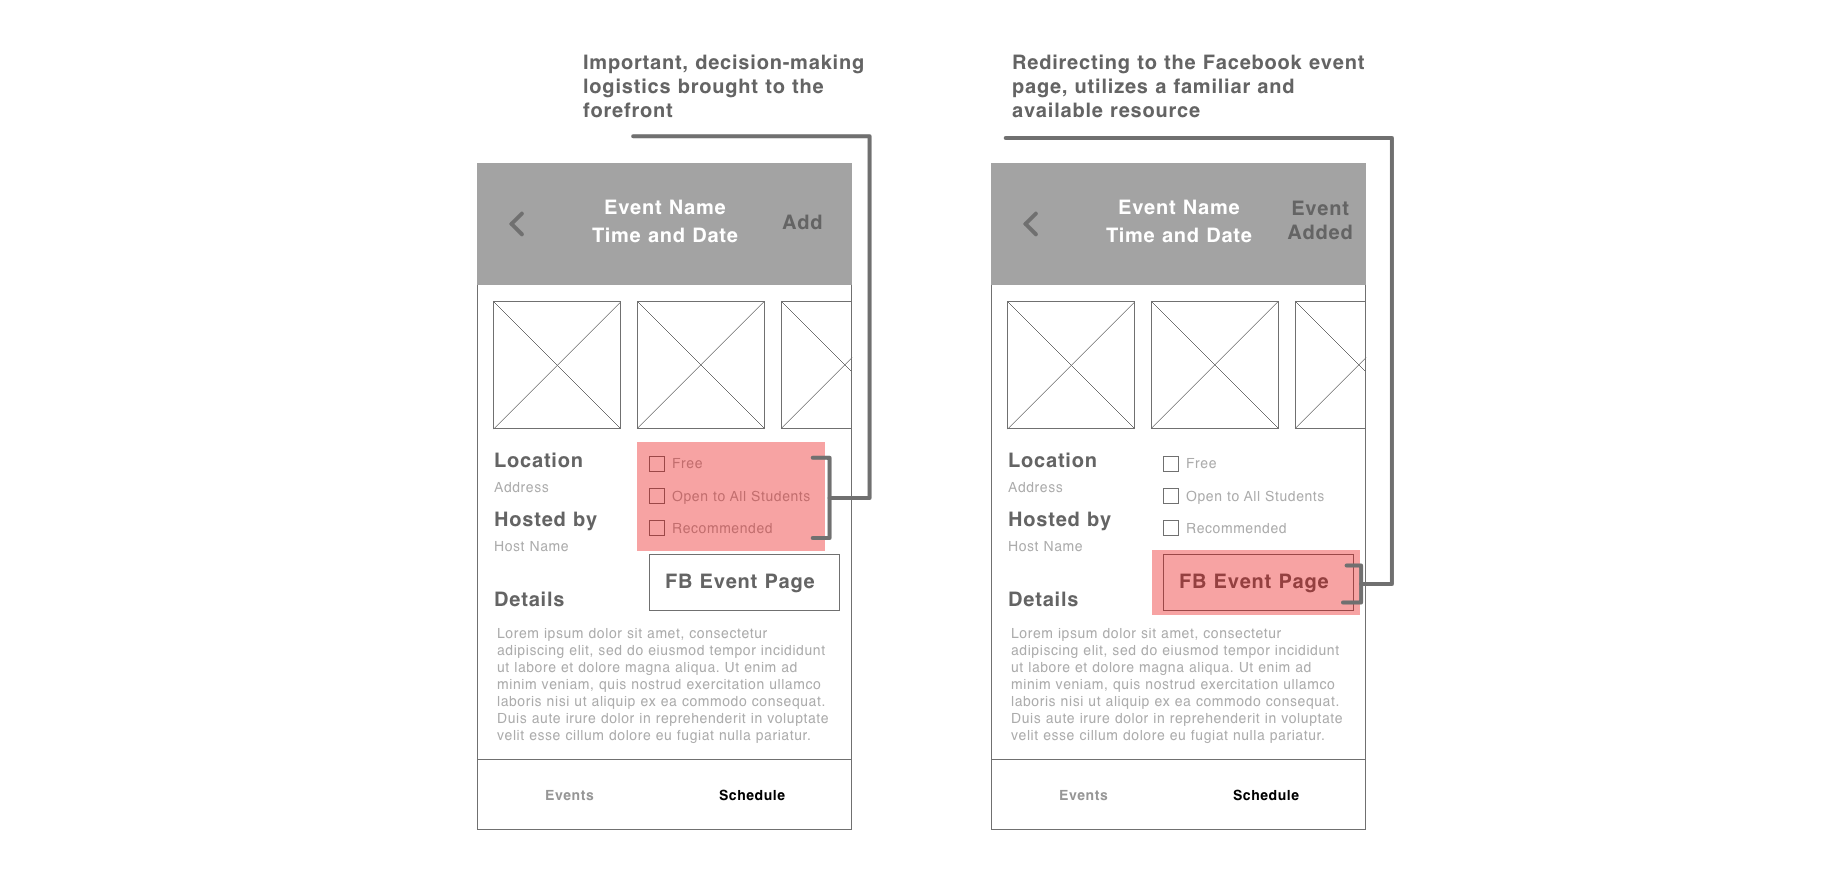 Important, decision-making
logistics brought to the
forefront
Redirecting to the Facebook event
page, utilizes a familiar and
available resource
Event Name
Time and Date
Add
Location
Address
Hosted by
Host Name
Free
Open to All Students
Recommended
FB Event Page
Details
Lorem ipsum dolor sit amet, consectetur
adipiscing elit, sed do eiusmod tempor incididunt
ut labore et dolore magna aliqua. Ut enim ad
minim veniam, quis nostrud exercitation ullamco
laboris nisi ut aliquip ex ea commodo consequat.
Duis aute irure dolor in reprehenderit in voluptate
velit esse cillum dolore eu fugiat nulla pariatur.
Events
Schedule
Event Name
Time and Date
Event
Added
Location
Address
Hosted by
Host Name
Free
Open to All Students
Recommended
FB Event Page
Details
Lorem ipsum dolor sit amet, consectetur
adipiscing elit, sed do eiusmod tempor incididunt
ut labore et dolore magna aliqua. Ut enim ad
minim veniam, quis nostrud exercitation ullamco
laboris nisi ut aliquip ex ea commodo consequat.
Duis aute irure dolor in reprehenderit in voluptate
velit esse cillum dolore eu fugiat nulla pariatur.
Events
Schedule